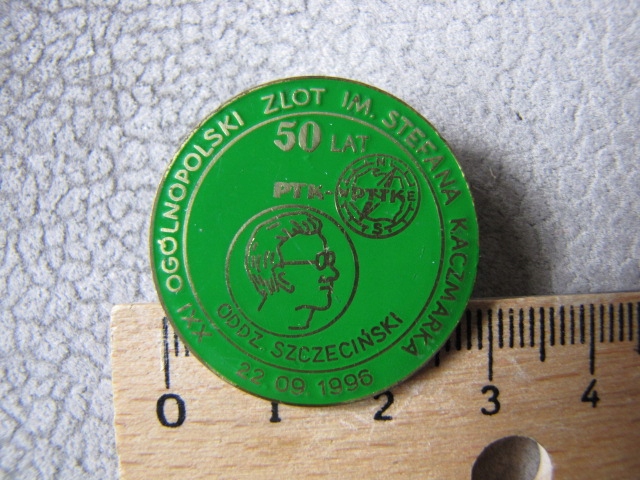 XXI OGÓLNOPOLSKI ZLOT IM. STEFANA KACZMARKA
50 LAT
PTK-PTTK
N
E
S
ODDZ. SZCZECIŃSKI
22.09.1996
0 1 2 3 4